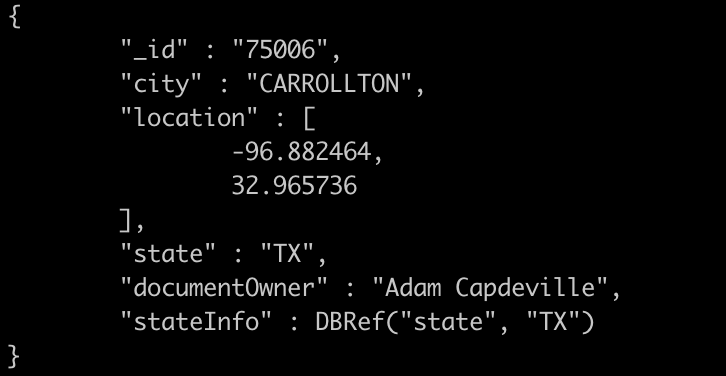 {
"_id" : "75006",
"city" : "CARROLLTON",
"location" : [
-96.882464,
32.965736
],
"state" : "TX",
"documentOwner" : "Adam Capdeville",
"stateInfo" : DBRef("state", "TX")
}